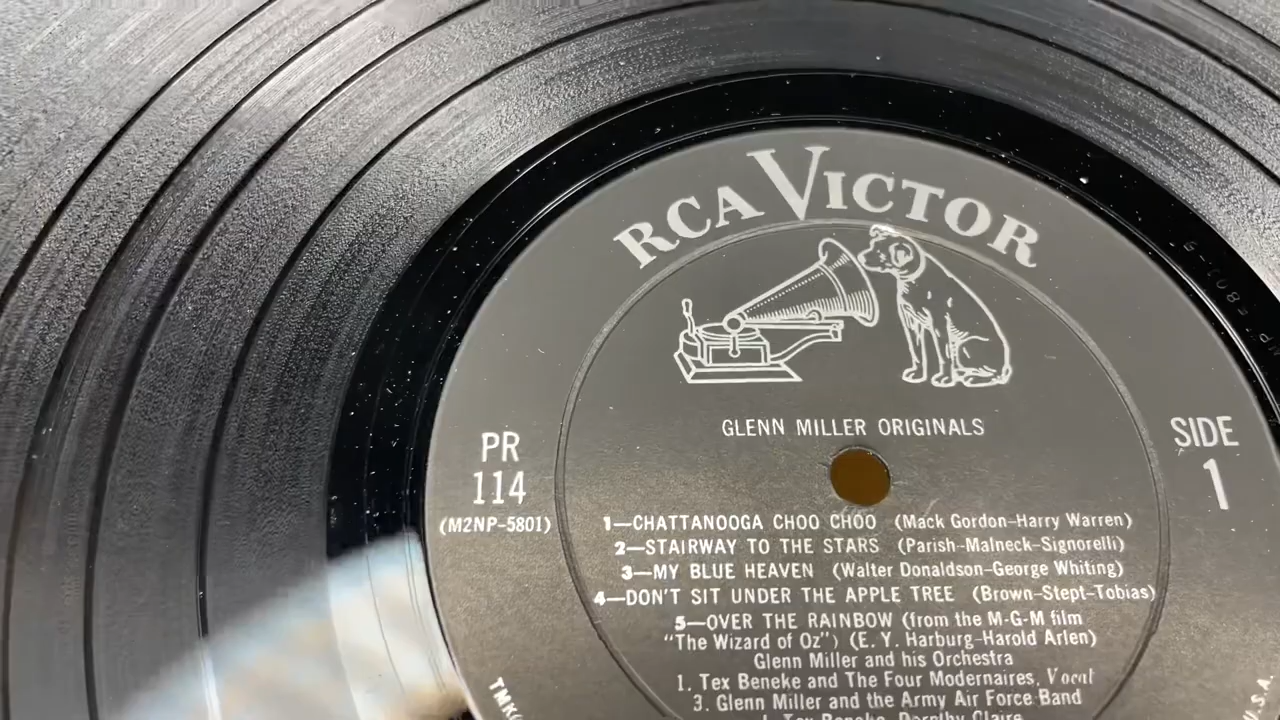 RCA VICTOR
GLENN MILLER ORIGINALS
PR
114
(M2NP-5801)
SIDE
1
1—CHATTANOOGA CHOO CHOO (Mack Gordon-Harry Warren)
2—STAIRWAY TO THE STARS (Parish-Malneck-Signorelli)
3—MY BLUE HEAVEN (Walter Donaldson-George Whiting)
4—DON'T SIT UNDER THE APPLE TREE (Brown-Stept-Tobias)
5—OVER THE RAINBOW (from the M-G-M film
"The Wizard of Oz") (E. Y. Harburg-Harold Arlen)
Glenn Miller and his Orchestra
1. Tex Beneke and The Four Modernaires, Vocal
3. Glenn Miller and the Army Air Force Band
Tex Beneke, Dorothy Claire